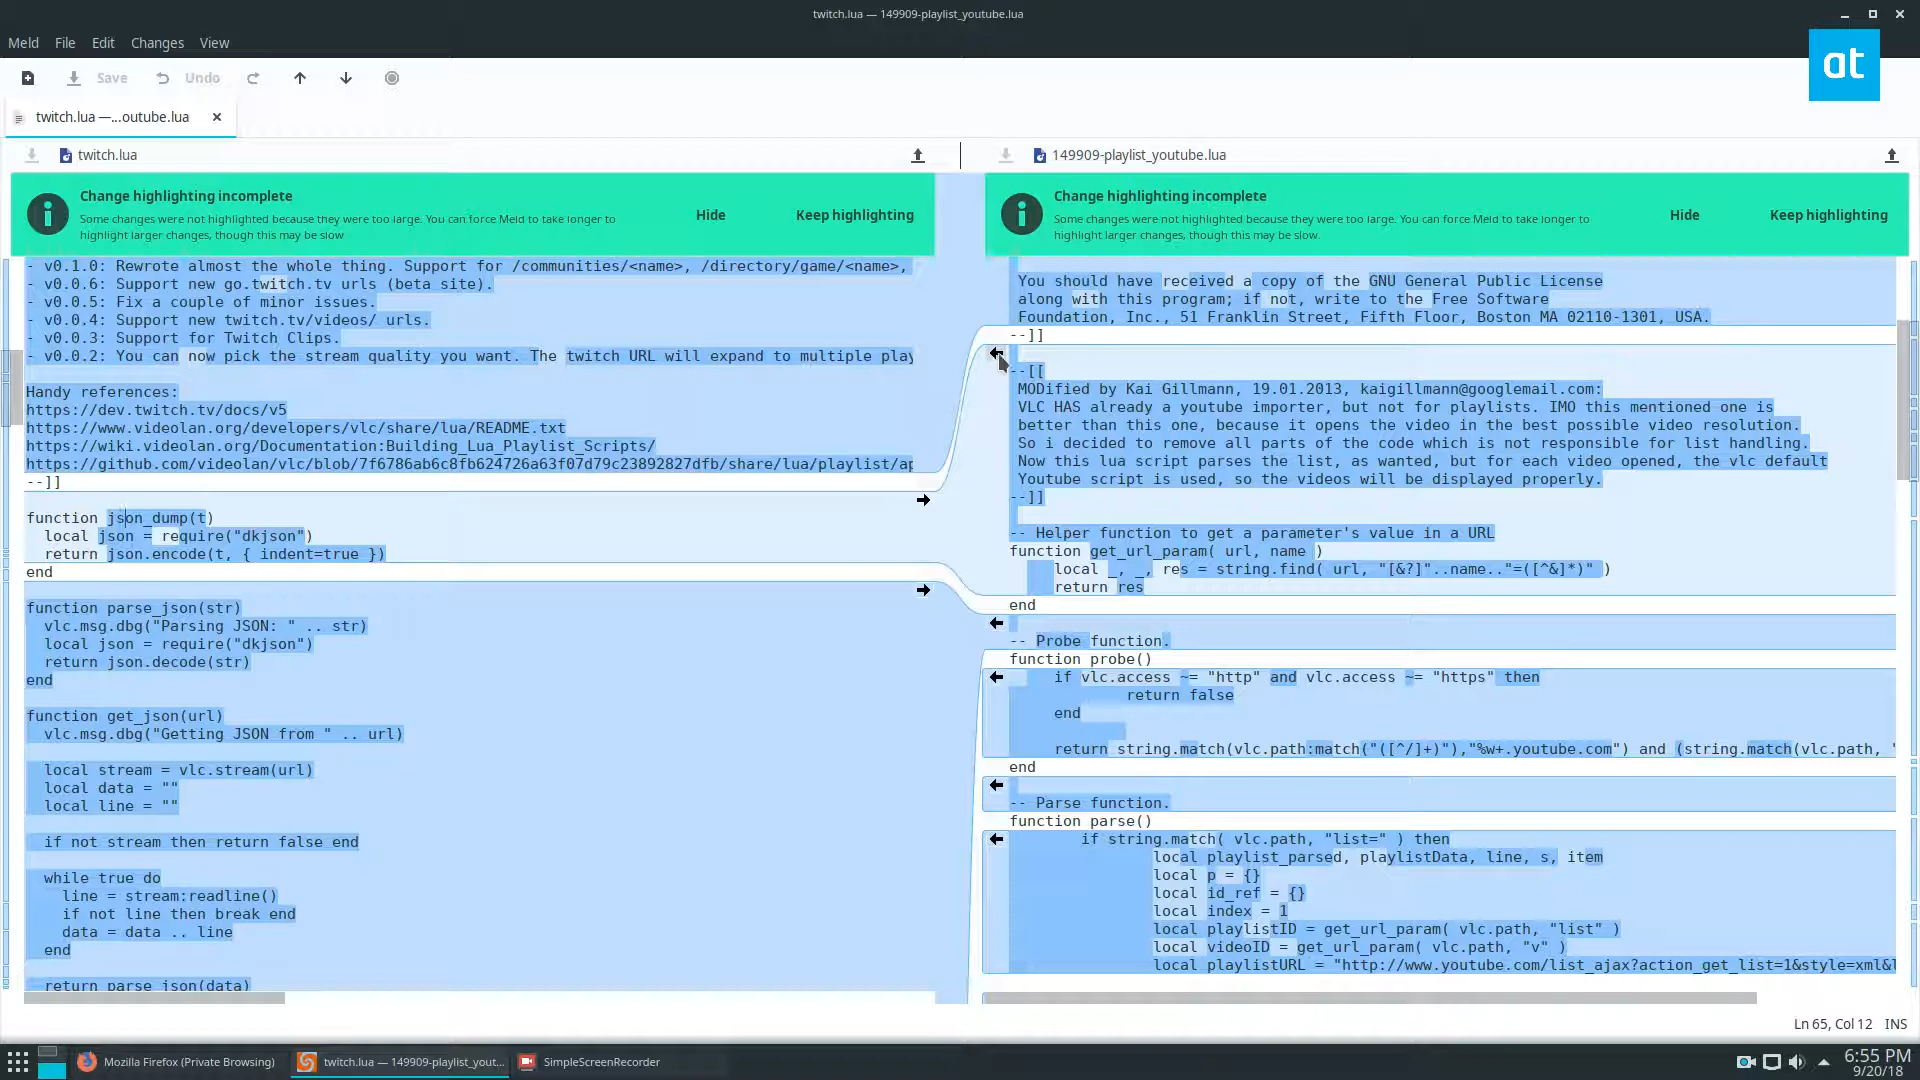 twitch.lua — 149909-playlist_youtube.lua
Meld File Edit Changes View
at
Save Undo
twitch.lua —...outube.lua
twitch.lua
149909-playlist_youtube.lua
Change highlighting incomplete
Some changes were not highlighted because they were too large. You can force Meld to take longer to
highlight larger changes, though this may be slow
Hide
Keep highlighting
Change highlighting incomplete
Some changes were not highlighted because they were too large. You can force Meld to take longer to
highlight larger changes, though this may be slow.
Hide
Keep highlighting
- v0.1.0: Rewrote almost the whole thing. Support for /communities/<name>, /directory/game/<name>,
- v0.0.6: Support new go.twitch.tv urls (beta site).
- v0.0.5: Fix a couple of minor issues.
- v0.0.4: Support new twitch.tv/videos/ urls.
- v0.0.3: Support for Twitch Clips.
- v0.0.2: You can now pick the stream quality you want. The twitch URL will expand to multiple play
Handy references:
https://dev.twitch.tv/docs/v5
https://www.videolan.org/developers/vlc/share/lua/README.txt
https://wiki.videolan.org/Documentation:Building_Lua_Playlist_Scripts/
https://github.com/videolan/vlc/blob/7f6786ab6c8fb624726a63f07d79c23892827dfb/share/lua/playlist/ap
--]]
function json_dump(t)
local json = require("dkjson")
return json.encode(t, { indent=true })
end
function parse_json(str)
vlc.msg.dbg("Parsing JSON: " .. str)
local json = require("dkjson")
return json.decode(str)
end
function get_json(url)
vlc.msg.dbg("Getting JSON from " .. url)
local stream = vlc.stream(url)
local data = ""
local line = ""
if not stream then return false end
while true do
line = stream:readline()
if not line then break end
data = data .. line
end
return parse_json(data)
You should have received a copy of the GNU General Public License
along with this program; if not, write to the Free Software
Foundation, Inc., 51 Franklin Street, Fifth Floor, Boston MA 02110-1301, USA.
--]]
--[[
MODified by Kai Gillmann, 19.01.2013, kaigillmann@googlemail.com:
VLC HAS already a youtube importer, but not for playlists. IMO this mentioned one is
better than this one, because it opens the video in the best possible video resolution.
So i decided to remove all parts of the code which is not responsible for list handling.
Now this lua script parses the list, as wanted, but for each video opened, the vlc default
Youtube script is used, so the videos will be displayed properly.
--]]
-- Helper function to get a parameter's value in a URL
function get_url_param( url, name )
local _, _, res = string.find( url, "[&?]"..name.."=([^&]*)" )
return res
end
-- Probe function.
function probe()
if vlc.access ~= "http" and vlc.access ~= "https" then
return false
end
return string.match(vlc.path:match("([^/]+)"),"%w+.youtube.com") and (string.match(vlc.path, '
end
-- Parse function.
function parse()
if string.match( vlc.path, "list=" ) then
local playlist_parsed, playlistData, line, s, item
local p = {}
local id_ref = {}
local index = 1
local playlistID = get_url_param( vlc.path, "list" )
local videoID = get_url_param( vlc.path, "v" )
local playlistURL = "http://www.youtube.com/list_ajax?action_get_list=1&style=xml&l
Ln 65, Col 12 INS
Mozilla Firefox (Private Browsing)
twitch.lua — 149909-playlist_yout...
SimpleScreenRecorder
6:55 PM
9/20/18